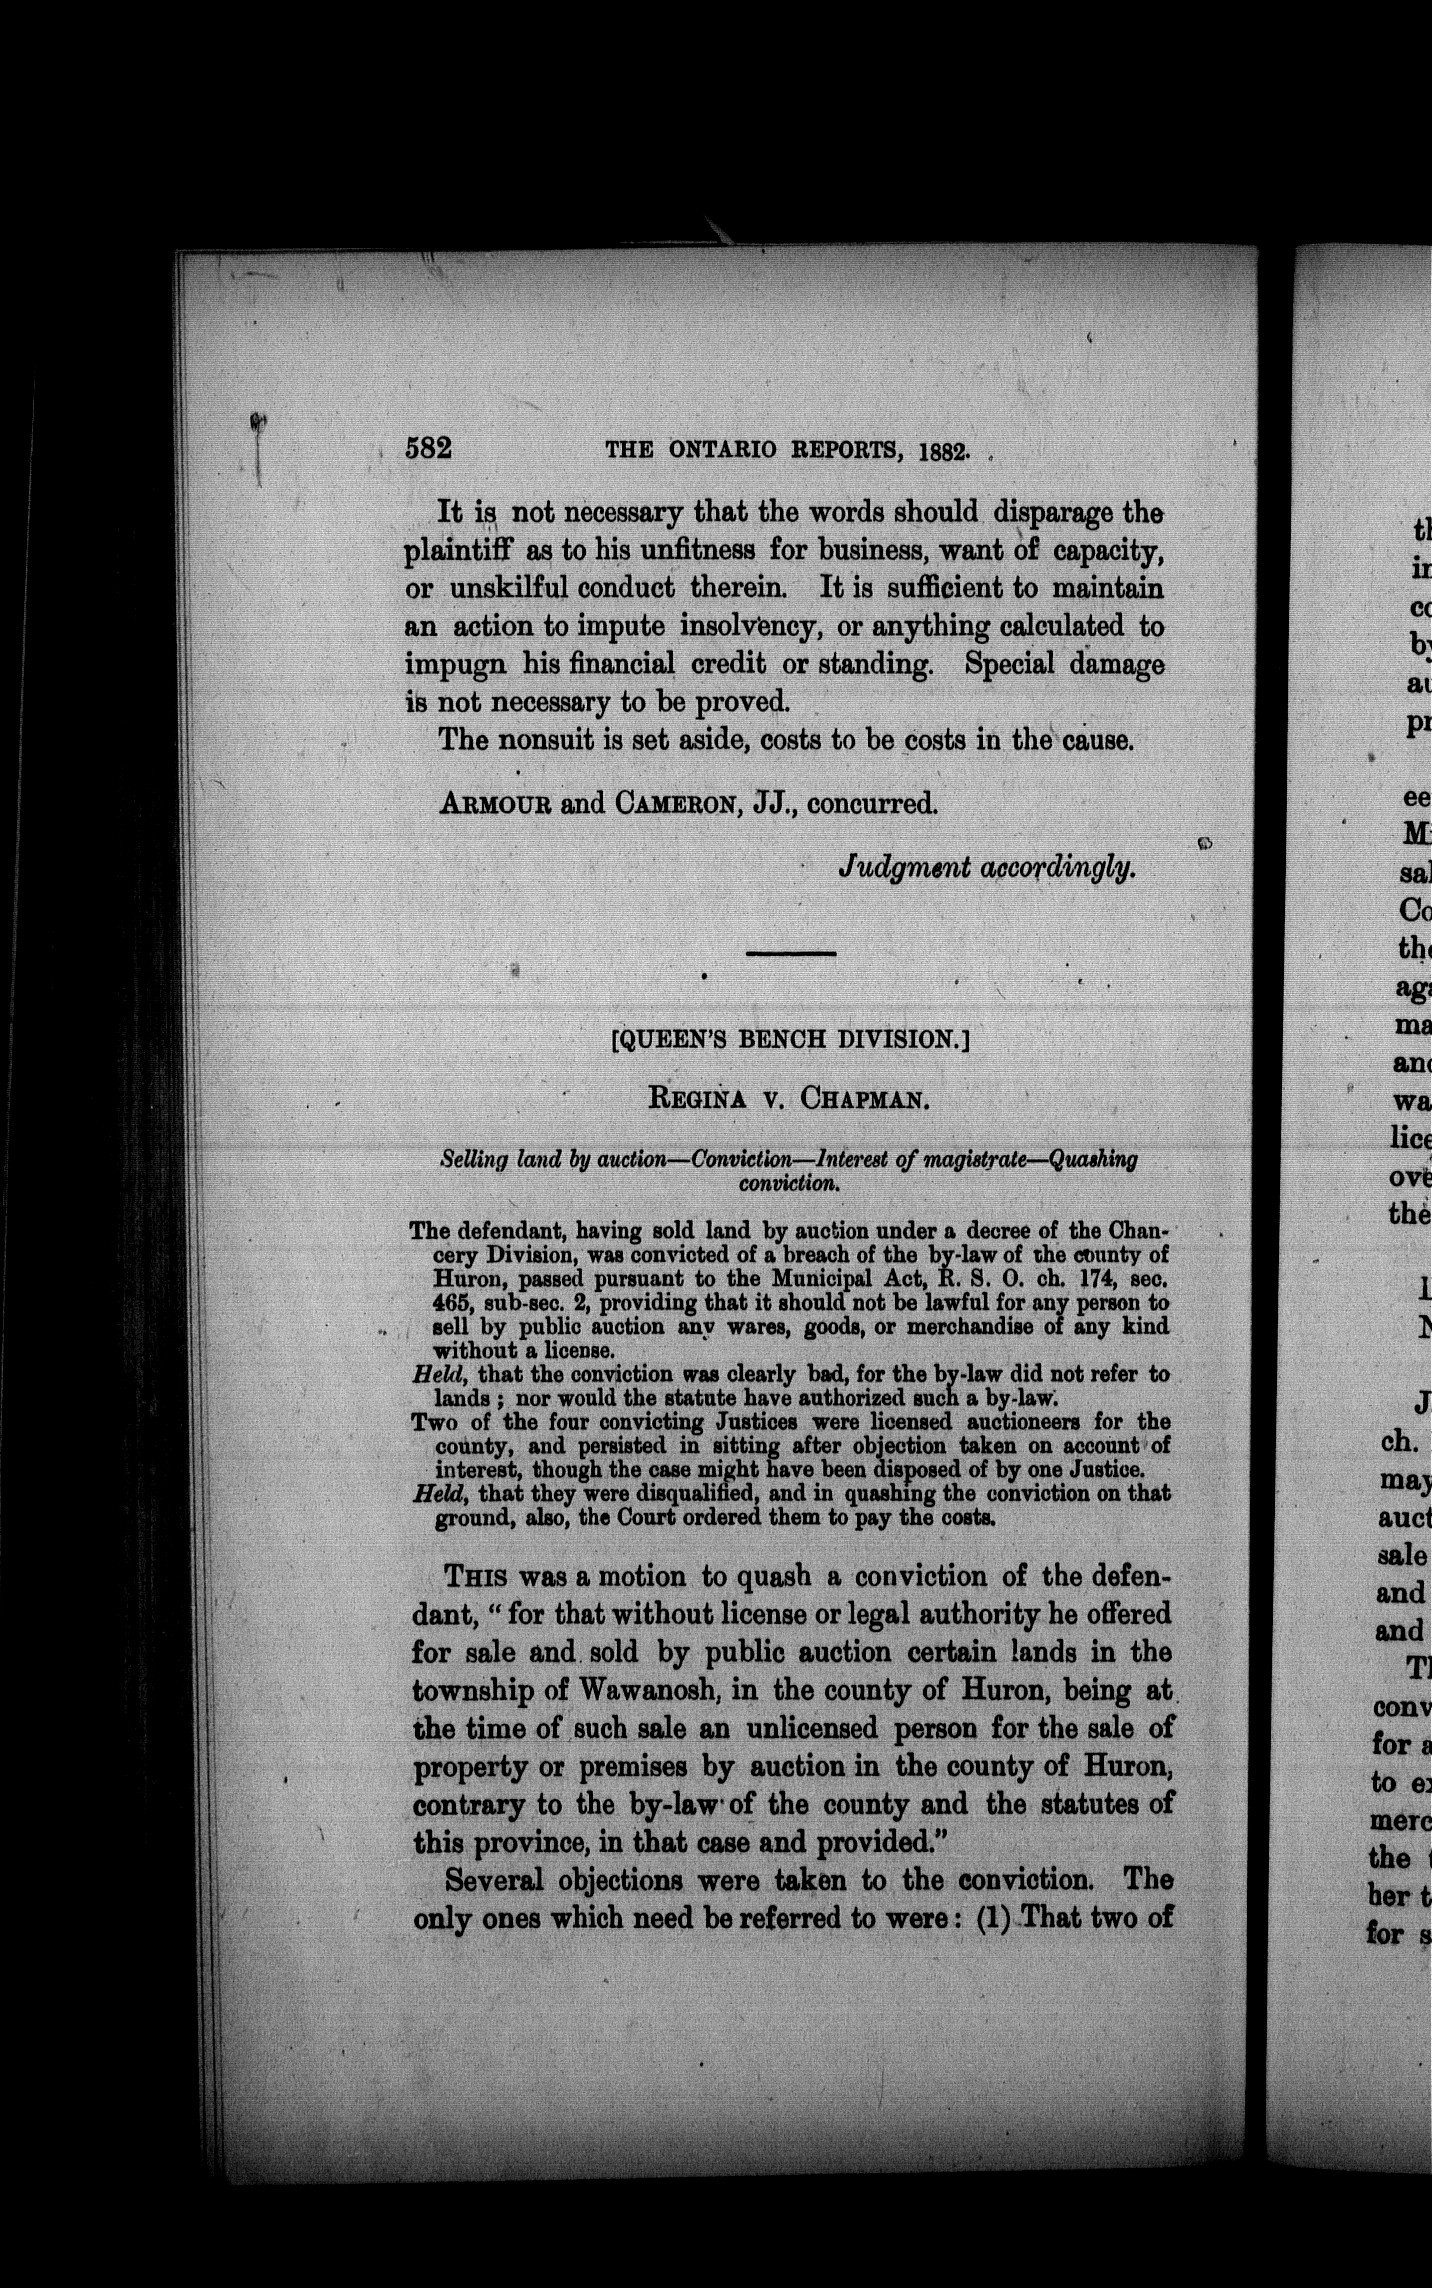 582 THE ONTARIO REPORTS, 1882.
It is not necessary that the words should disparage the
plaintiff as to his unfitness for business, want of capacity,
or unskilful conduct therein. It is sufficient to maintain
an action to impute insolvency, or anything calculated to
impugn his financial credit or standing. Special damage
is not necessary to be proved.
The nonsuit is set aside, costs to be costs in the cause.
ARMOUR and CAMERON, JJ., concurred.
Judgment accordingly.
[QUEEN'S BENCH DIVISION.]
REGINA V. CHAPMAN.
Selling land by auction—Conviction—Interest of magistrate—Quashing
conviction.
The defendant, having sold land by auction under a decree of the Chan-
cery Division, was convicted of a breach of the by-law of the county of
Huron, passed pursuant to the Municipal Act, R. S. O. ch. 174, sec.
465, sub-sec. 2, providing that it should not be lawful for any person to
sell by public auction any wares, goods, or merchandise of any kind
without a license.
Held, that the conviction was clearly bad, for the by-law did not refer to
lands ; nor would the statute have authorized such a by-law.
Two of the four convicting Justices were licensed auctioneers for the
county, and persisted in sitting after objection taken on account of
interest, though the case might have been disposed of by one Justice.
Held, that they were disqualified, and in quashing the conviction on that
ground, also, the Court ordered them to pay the costs.
THIS was a motion to quash a conviction of the defen-
dant, “ for that without license or legal authority he offered
for sale and sold by public auction certain lands in the
township of Wawanosh, in the county of Huron, being at
the time of such sale an unlicensed person for the sale of
property or premises by auction in the county of Huron,
contrary to the by-law of the county and the statutes of
this province, in that case and provided.”
Several objections were taken to the conviction. The
only ones which need be referred to were : (1) That two of